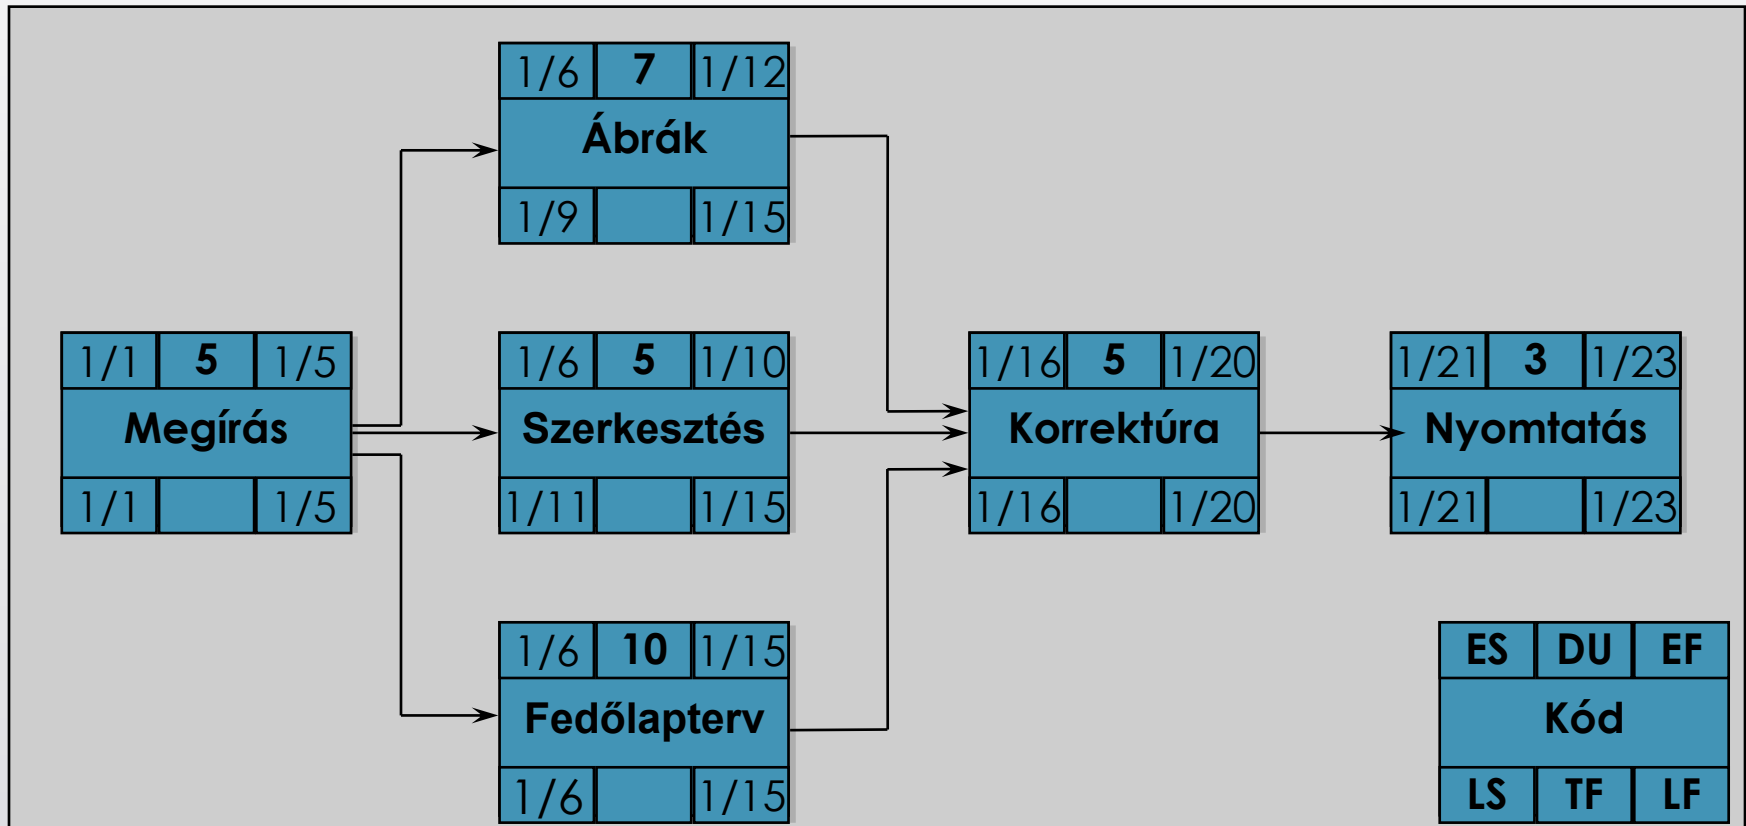 1/6 7 1/12
Ábrák
1/9 1/15
1/1 5 1/5
Megírás
1/1 1/5
1/6 5 1/10
Szerkesztés
1/11 1/15
1/16 5 1/20
Korrektúra
1/16 1/20
1/21 3 1/23
Nyomtatás
1/21 1/23
1/6 10 1/15
Fedőlapterv
1/6 1/15
ES DU EF
Kód
LS TF LF